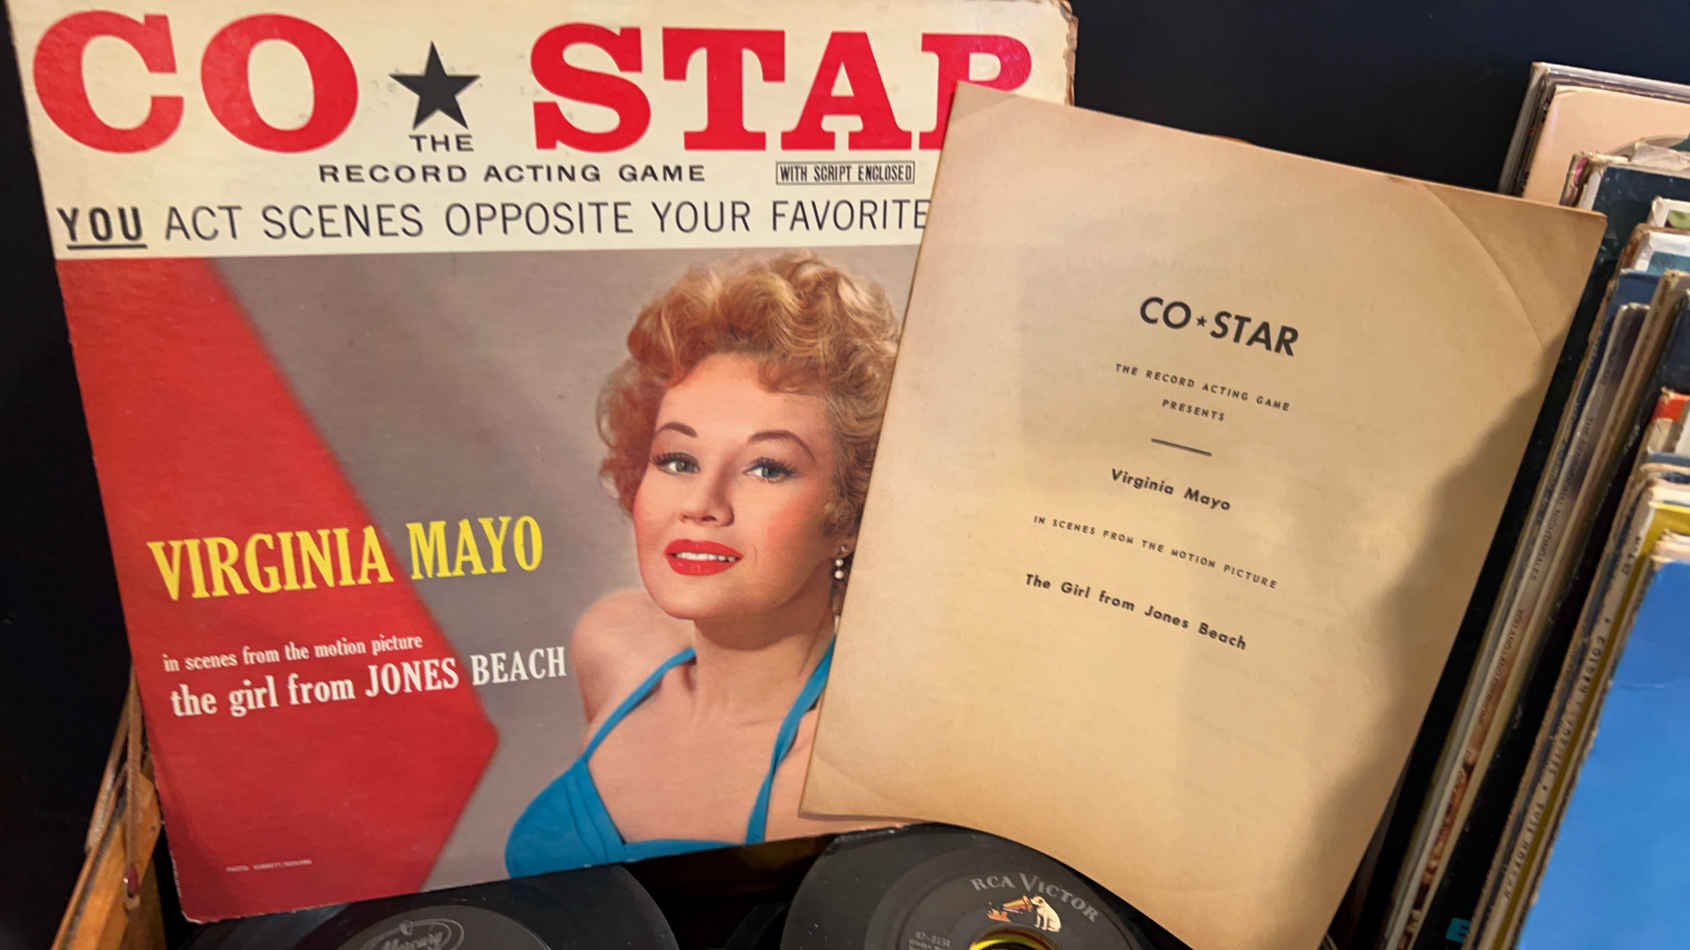 CO★STAR
THE
RECORD ACTING GAME
WITH SCRIPT ENCLOSED
YOU ACT SCENES OPPOSITE YOUR FAVORITE
VIRGINIA MAYO
in scenes from the motion picture
the girl from JONES BEACH
CO★STAR
THE RECORD ACTING GAME
PRESENTS
Virginia Mayo
IN SCENES FROM THE MOTION PICTURE
The Girl from Jones Beach
Mercury
RCA VICTOR